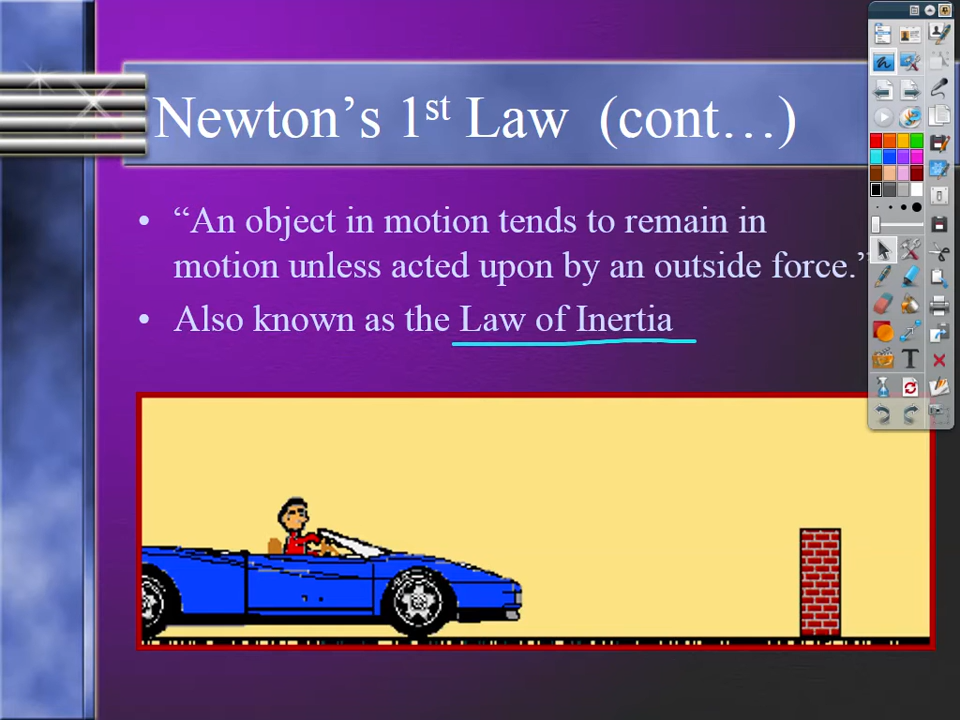 Newton’s 1st Law (cont…)
• “An object in motion tends to remain in
motion unless acted upon by an outside force.”
• Also known as the Law of Inertia